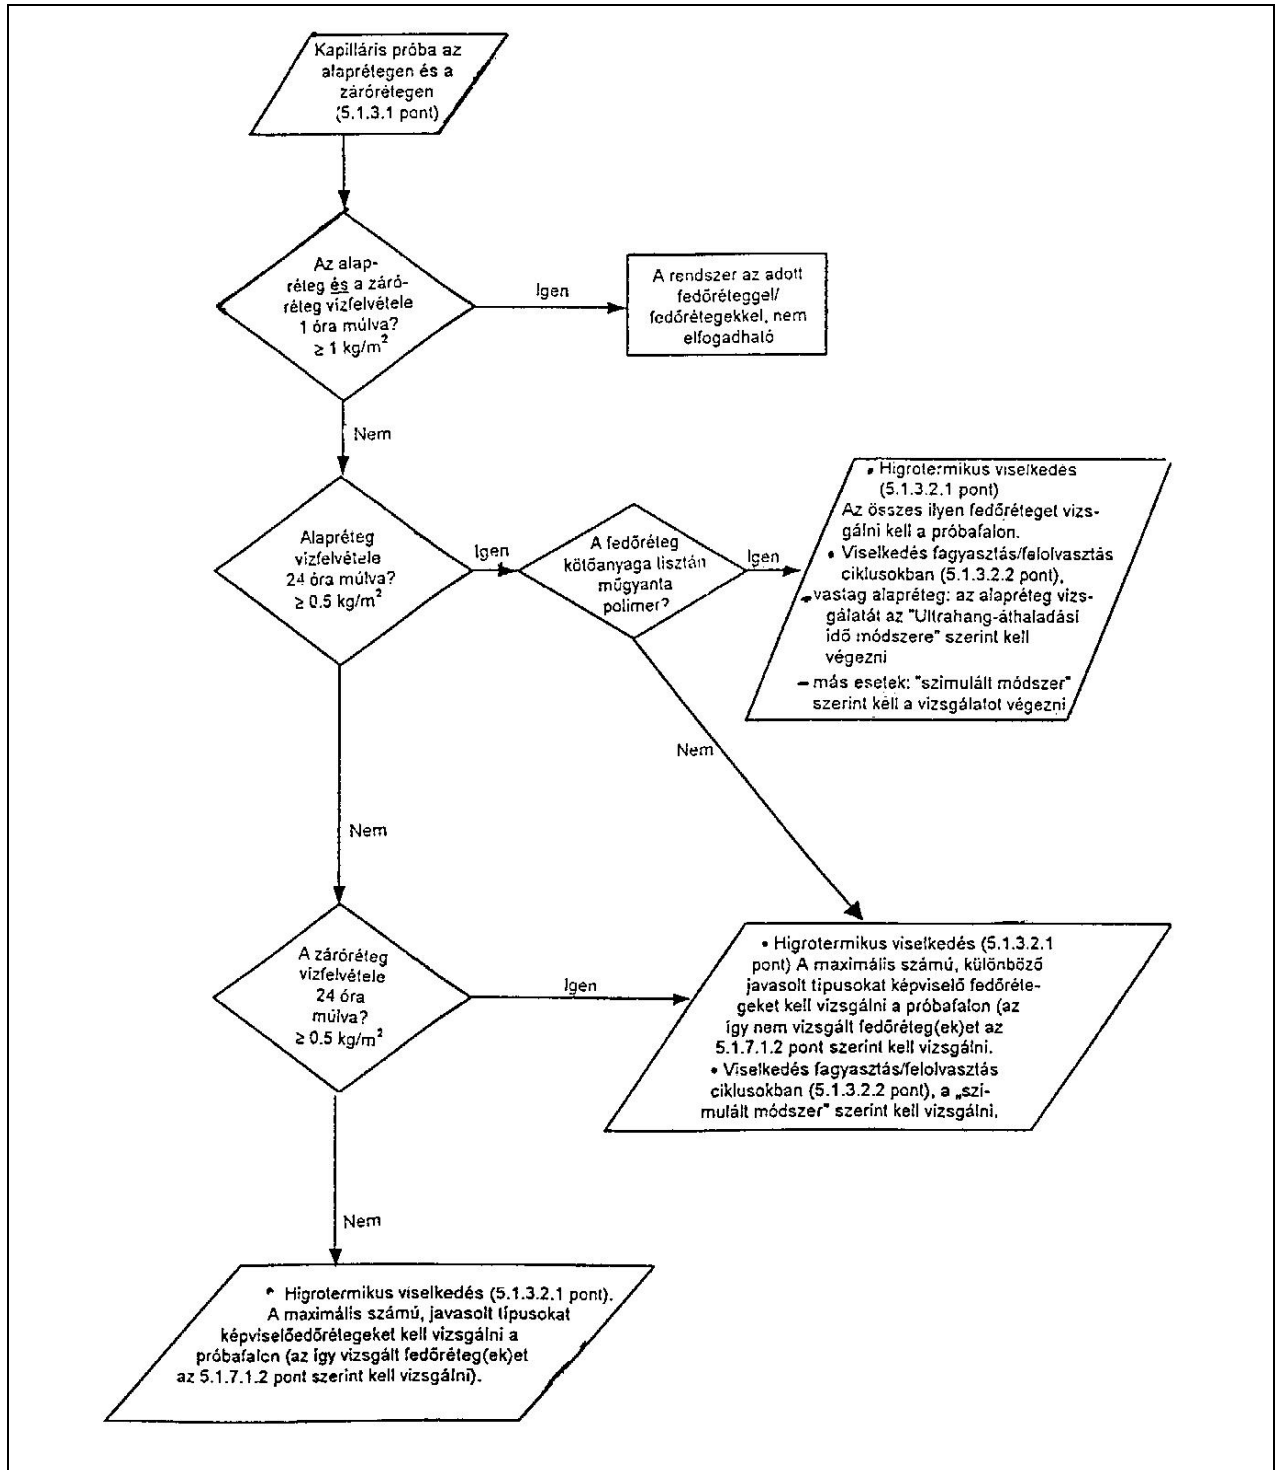 Kapilláris próba az
alaprétegen és a
zárórétegen
(5.1.3.1 pont)
Az alap-
réteg és a záró-
réteg vízfelvétele
1 óra múlva?
≥ 1 kg/m²
Igen
A rendszer az adott
fedőréteggel/
fedőrétegekkel, nem
elfogadható
Nem
Alapréteg
vízfelvétele
24 óra múlva?
≥ 0.5 kg/m²
Igen
A fedőréteg
kötőanyaga lisztán
műgyanta
polimer?
Igen
• Higrotermikus viselkedés
(5.1.3.2.1 pont)
Az összes ilyen fedőréteget vizs-
gálni kell a próbafalon.
• Viselkedés fagyasztás/felolvasztás
ciklusokban (5.1.3.2.2 pont),
- vastag alapréteg: az alapréteg vizs-
gálatát az "Ultrahang-áthaladási
idő módszere" szerint kell
végezni
- más esetek: "szimulált módszer"
szerint kell a vizsgálatot végezni
Nem
Nem
A záróréteg
vízfelvétele
24 óra
múlva?
≥ 0.5 kg/m²
Igen
• Higrotermikus viselkedés (5.1.3.2.1
pont) A maximális számú, különböző
javasolt tipusokat képviselő fedőréte-
geket kell vizsgálni a próbafalon (az
így nem vizsgált fedőréteg(ek)et az
5.1.7.1.2 pont szerint kell vizsgálni.
• Viselkedés fagyasztás/felolvasztás
ciklusokban (5.1.3.2.2 pont), a „szi-
mulált módszer" szerint kell vizsgálni.
Nem
• Higrotermikus viselkedés (5.1.3.2.1 pont).
A maximális számú, javasolt típusokat
képviselőedőrétegeket kell vizsgálni a
próbafalon (az így vizsgált fedőréteg(ek)et
az 5.1.7.1.2 pont szerint kell vizsgálni).